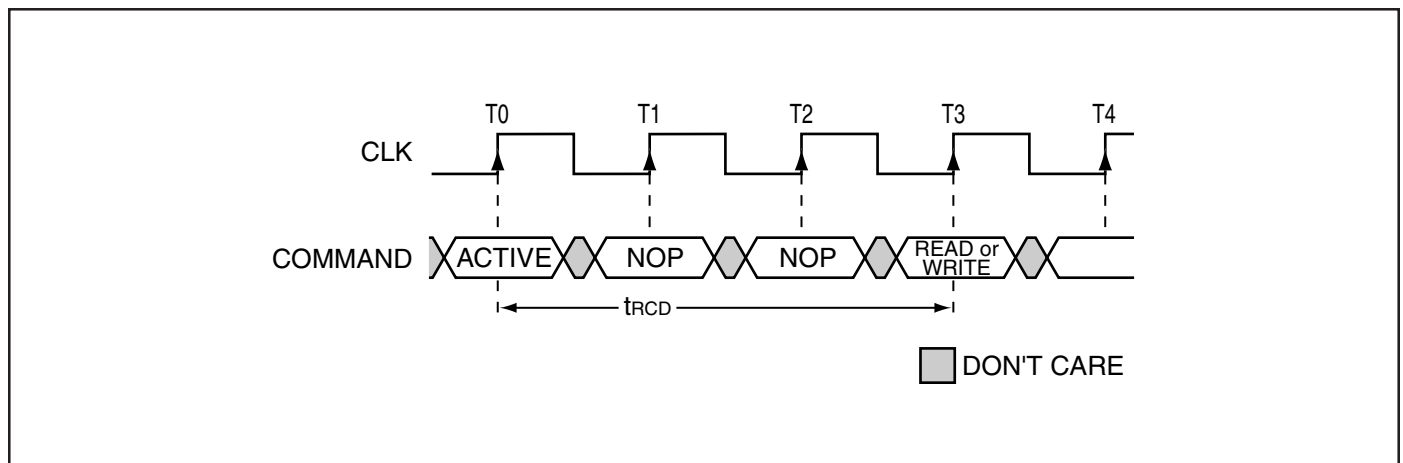 T0 T1 T2 T3 T4
CLK
COMMAND ACTIVE NOP NOP READ or
WRITE
tRCD
DON'T CARE